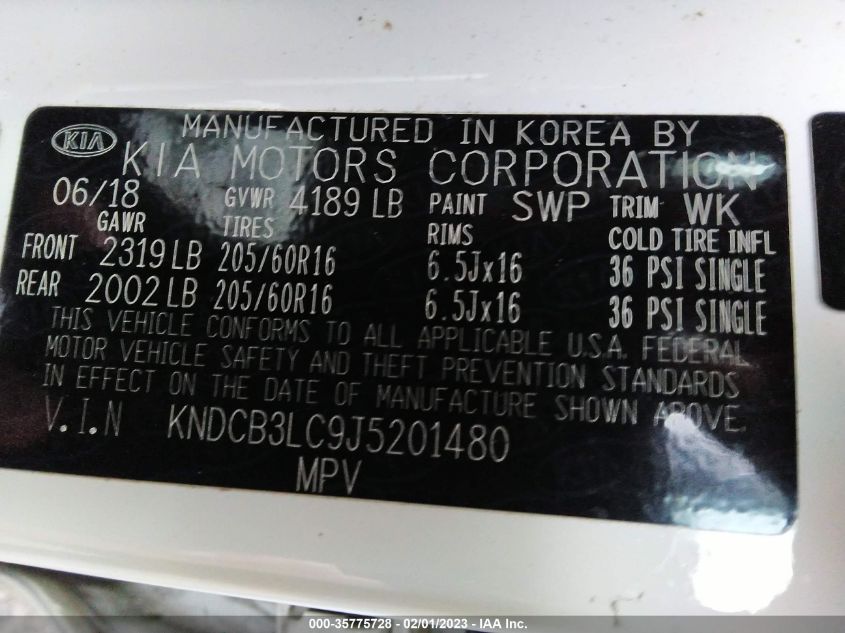 KIA
MANUFACTURED IN KOREA BY
KIA MOTORS CORPORATION
06/18 GVWR 4189 LB PAINT SWP TRIM WK
GAWR TIRES RIMS COLD TIRE INFL
FRONT 2319 LB 205/60R16 6.5Jx16 36 PSI SINGLE
REAR 2002 LB 205/60R16 6.5Jx16 36 PSI SINGLE
THIS VEHICLE CONFORMS TO ALL APPLICABLE U.S.A. FEDERAL
MOTOR VEHICLE SAFETY AND THEFT PREVENTION STANDARDS
IN EFFECT ON THE DATE OF MANUFACTURE SHOWN ABOVE.
V.I.N KNDCB3LC9J5201480
MPV
000-35775728 - 02/01/2023 - IAA Inc.